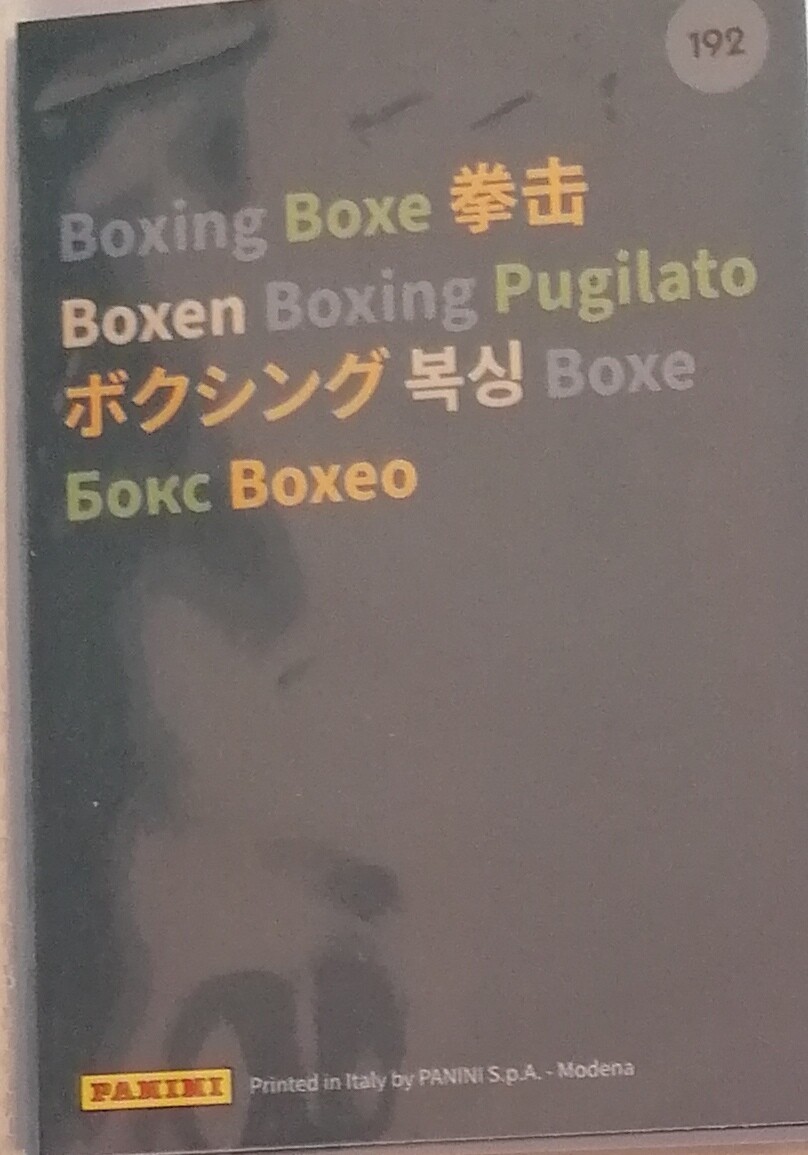 192
Boxing Boxe 拳击
Boxen Boxing Pugilato
ボクシング 복싱 Boxe
Бокс Boxeo
PANINI Printed in Italy by PANINI S.p.A. - Modena